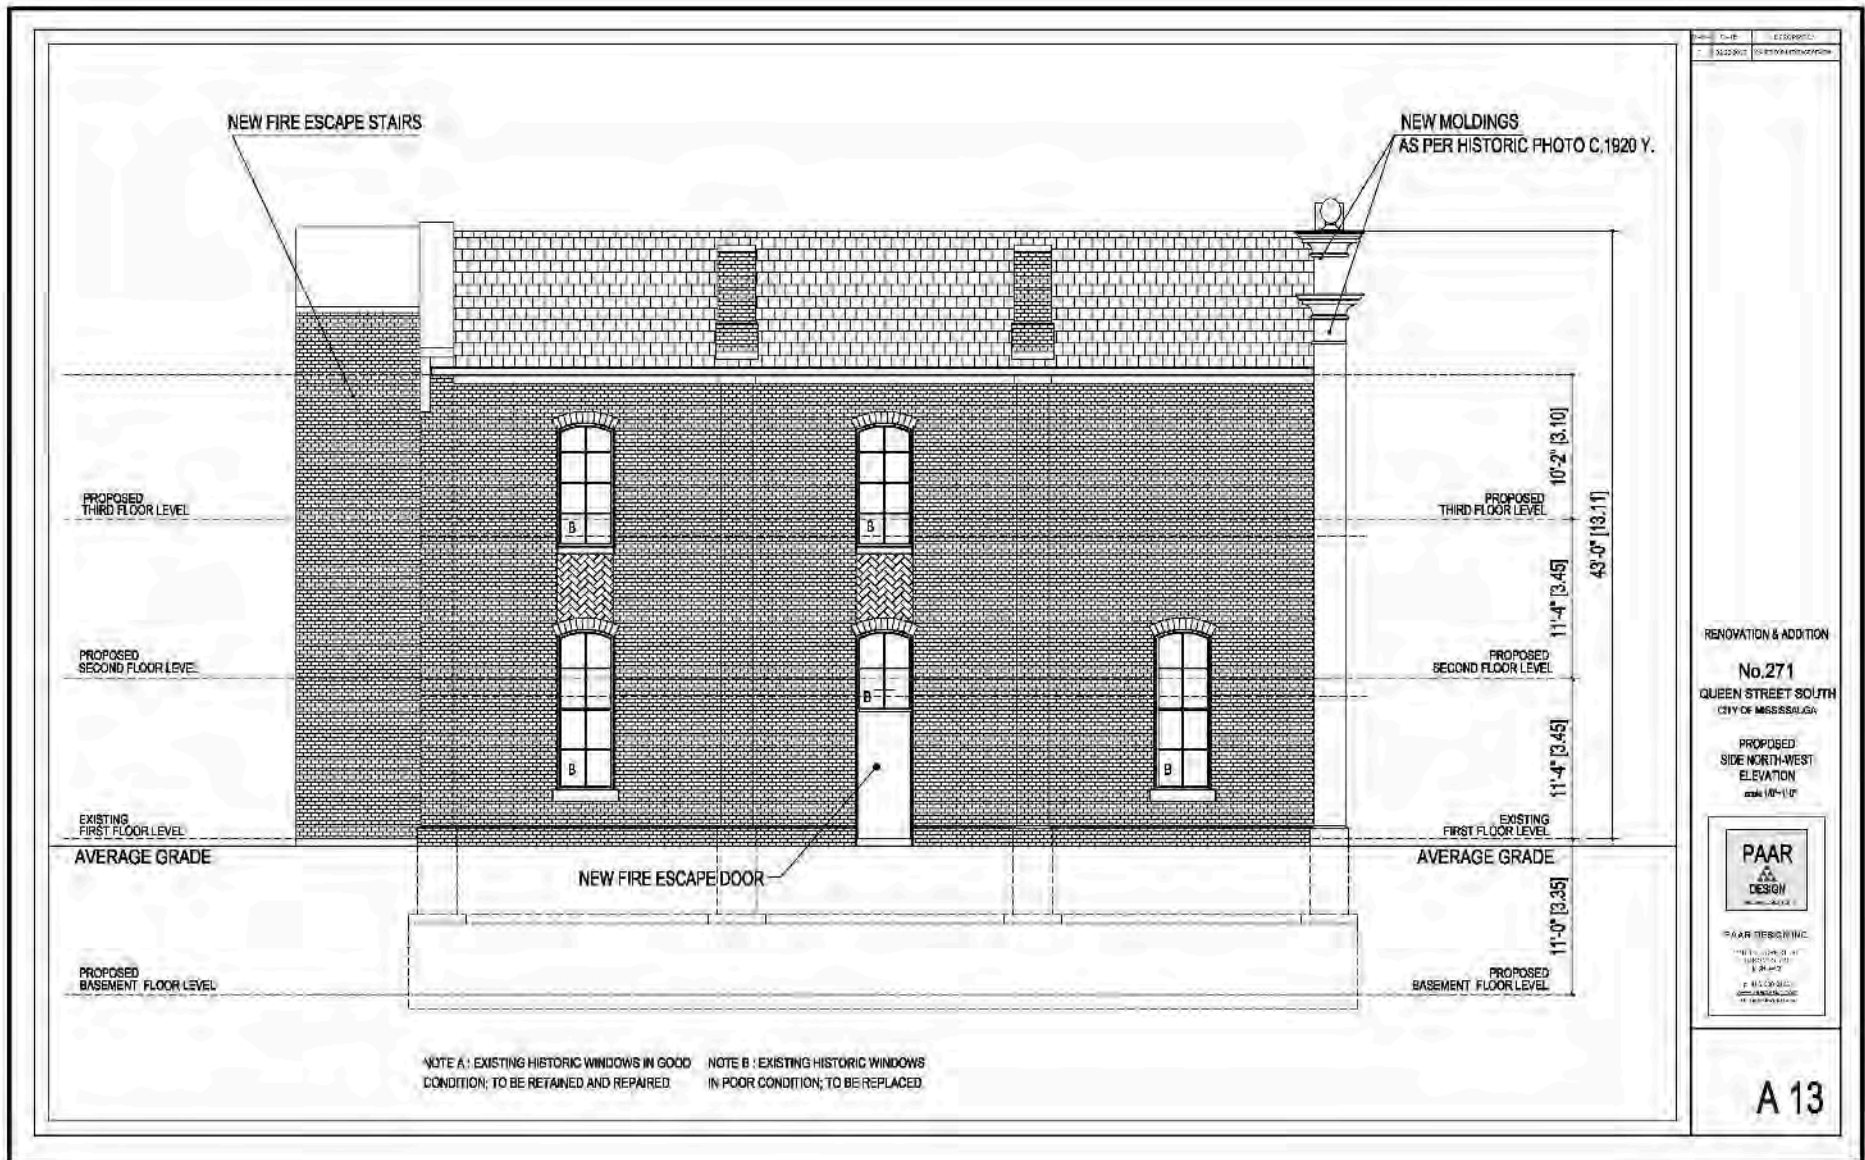 NEW FIRE ESCAPE STAIRS
NEW MOLDINGS
AS PER HISTORIC PHOTO C.1920 Y.
PROPOSED
THIRD FLOOR LEVEL
PROPOSED
SECOND FLOOR LEVEL
EXISTING
FIRST FLOOR LEVEL
AVERAGE GRADE
PROPOSED
BASEMENT FLOOR LEVEL
B
B
B
B
B
NEW FIRE ESCAPE DOOR
PROPOSED
THIRD FLOOR LEVEL
PROPOSED
SECOND FLOOR LEVEL
EXISTING
FIRST FLOOR LEVEL
AVERAGE GRADE
PROPOSED
BASEMENT FLOOR LEVEL
10'-2" [3.10]
11'-4" [3.45]
11'-4" [3.45]
11'-0" [3.35]
43'-0" [13.11]
NOTE A : EXISTING HISTORIC WINDOWS IN GOOD
CONDITION; TO BE RETAINED AND REPAIRED
NOTE B : EXISTING HISTORIC WINDOWS
IN POOR CONDITION; TO BE REPLACED
RENOVATION & ADDITION
No.271
QUEEN STREET SOUTH
CITY OF MISSISSAUGA
PROPOSED
SIDE NORTH-WEST
ELEVATION
PAAR
DESIGN
PAAR DESIGN INC.
A 13